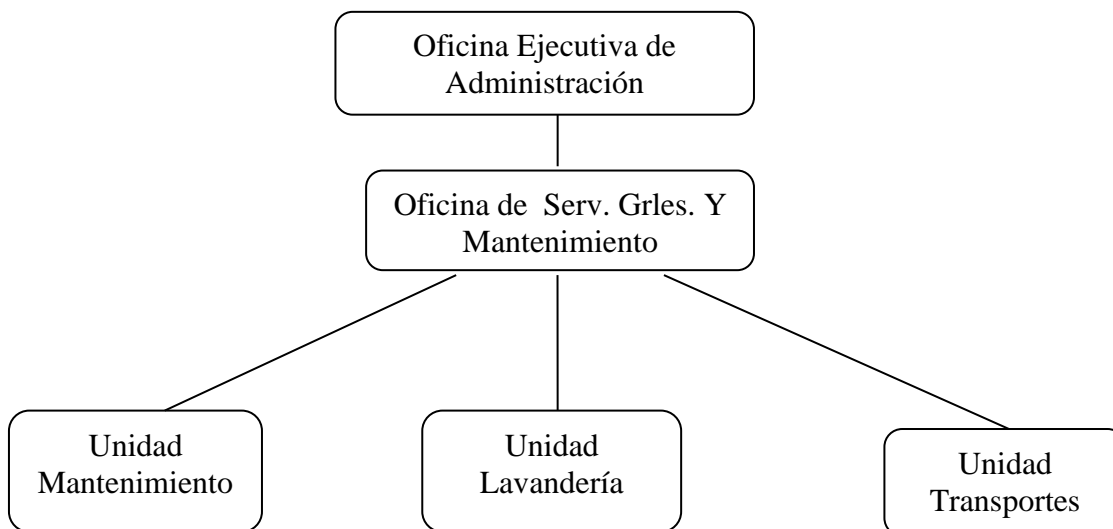 Oficina Ejecutiva de
Administración
Oficina de  Serv. Grles. Y
Mantenimiento
Unidad
Mantenimiento
Unidad
Lavandería
Unidad
Transportes